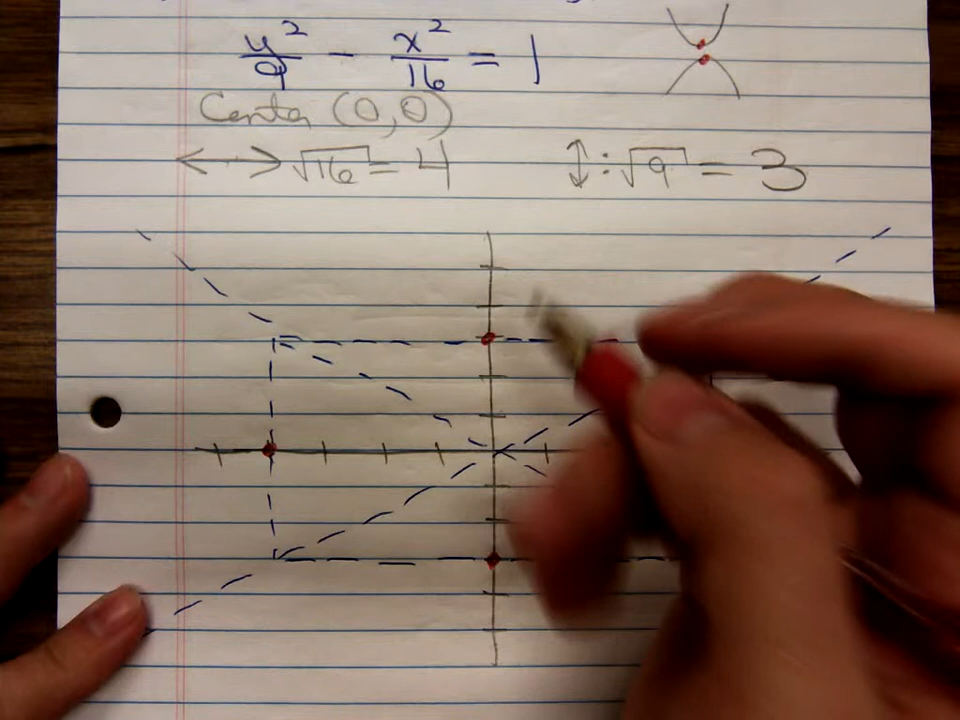 y²/9 - x²/16 = 1
Center (0,0)
↔ √16 = 4 ↕: √9 = 3